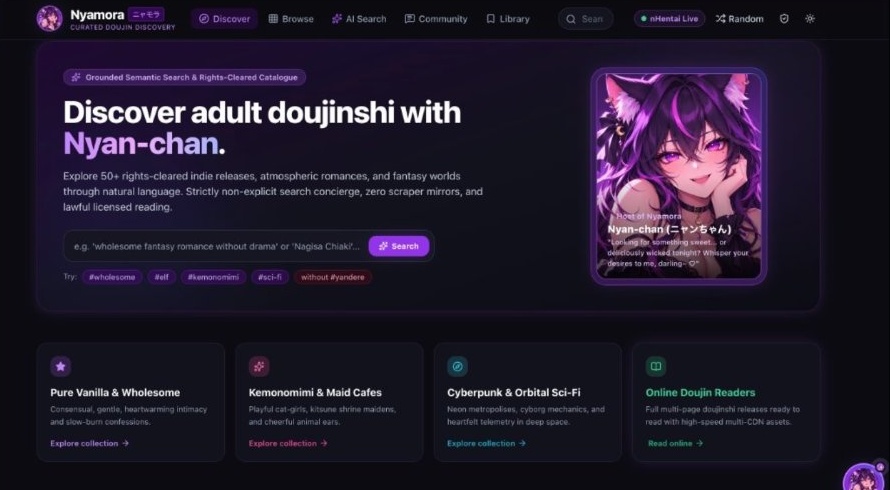 Nyamora ニャモラ
CURATED DOUJIN DISCOVERY
Discover
Browse
AI Search
Community
Library
Sear
nHentai Live
Random
Grounded Semantic Search & Rights-Cleared Catalogue
Discover adult doujinshi with
Nyan-chan.
Explore 50+ rights-cleared indie releases, atmospheric romances, and fantasy worlds
through natural language. Strictly non-explicit search concierge, zero scraper mirrors, and
lawful licensed reading.
e.g. 'wholesome fantasy romance without drama' or 'Nagisa Chiaki'...
Search
Try: #wholesome #elf #kemonomimi #sci-fi without #yandere
Host of Nyamora
Nyan-chan (ニャンちゃん)
"Looking for something sweet... or
deliciously wicked tonight? Whisper your
desires to me, darling~ ♡"
Pure Vanilla & Wholesome
Consensual, gentle, heartwarming intimacy
and slow-burn confessions.
Explore collection →
Kemonomimi & Maid Cafes
Playful cat-girls, kitsune shrine maidens,
and cheerful animal ears.
Explore collection →
Cyberpunk & Orbital Sci-Fi
Neon metropolises, cyborg mechanics, and
heartfelt telemetry in deep space.
Explore collection →
Online Doujin Readers
Full multi-page doujinshi releases ready to
read with high-speed multi-CDN assets.
Read online →